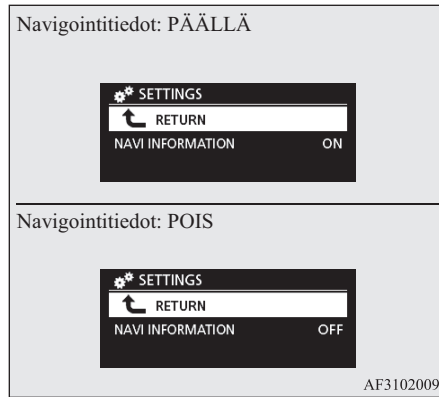 Navigointitiedot: PÄÄLLÄ
SETTINGS
RETURN
NAVI INFORMATION ON
Navigointitiedot: POIS
SETTINGS
RETURN
NAVI INFORMATION OFF
AF3102009